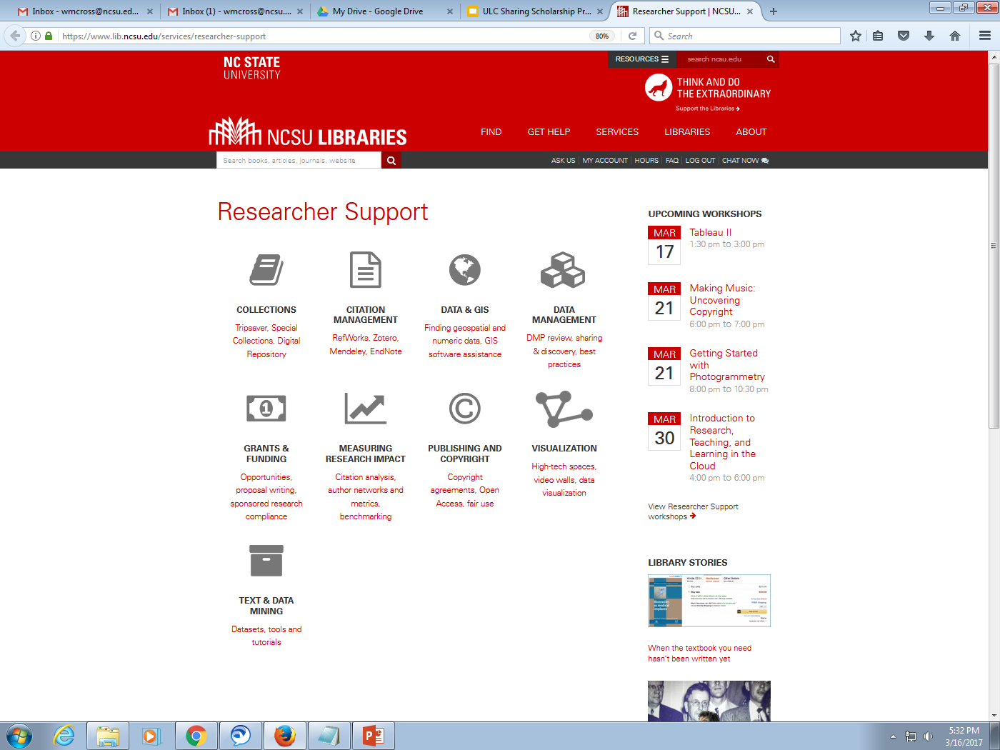 Inbox - wmcross@ncsu.ed...
Inbox (1) - wmcross@ncsu....
My Drive - Google Drive
ULC Sharing Scholarship Pr...
Researcher Support | NCSU...
https://www.lib.ncsu.edu/services/researcher-support
80%
Search
NC STATE
UNIVERSITY
RESOURCES
search ncsu.edu
THINK AND DO
THE EXTRAORDINARY
Support the Libraries
NCSU LIBRARIES
FIND
GET HELP
SERVICES
LIBRARIES
ABOUT
Search books, articles, journals, website
ASK US
MY ACCOUNT
HOURS
FAQ
LOG OUT
CHAT NOW
Researcher Support
COLLECTIONS
Tripsaver, Special
Collections, Digital
Repository
CITATION
MANAGEMENT
RefWorks, Zotero,
Mendeley, EndNote
DATA & GIS
Finding geospatial and
numeric data, GIS
software assistance
DATA
MANAGEMENT
DMP review, sharing
& discovery, best
practices
1
GRANTS &
FUNDING
Opportunities,
proposal writing,
sponsored research
compliance
MEASURING
RESEARCH IMPACT
Citation analysis,
author networks and
metrics,
benchmarking
©
PUBLISHING AND
COPYRIGHT
Copyright
agreements, Open
Access, fair use
VISUALIZATION
High-tech spaces,
video walls, data
visualization
TEXT & DATA
MINING
Datasets, tools and
tutorials
UPCOMING WORKSHOPS
MAR
17
Tableau II
1:30 pm to 3:00 pm
MAR
21
Making Music:
Uncovering
Copyright
6:00 pm to 7:00 pm
MAR
21
Getting Started
with
Photogrammetry
8:00 pm to 10:30 pm
MAR
30
Introduction to
Research,
Teaching, and
Learning in the
Cloud
4:00 pm to 6:00 pm
View Researcher Support
workshops
LIBRARY STORIES
When the textbook you need
hasn't been written yet
5:32 PM
3/16/2017